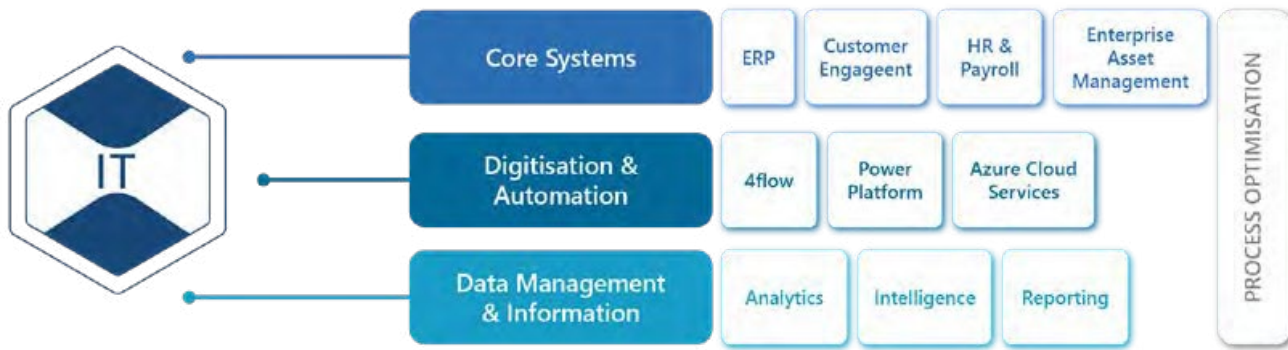 IT
Core Systems
ERP
Customer
Engageent
HR &
Payroll
Enterprise
Asset
Management
Digitisation &
Automation
4flow
Power
Platform
Azure Cloud
Services
Data Management
& Information
Analytics
Intelligence
Reporting
PROCESS OPTIMISATION